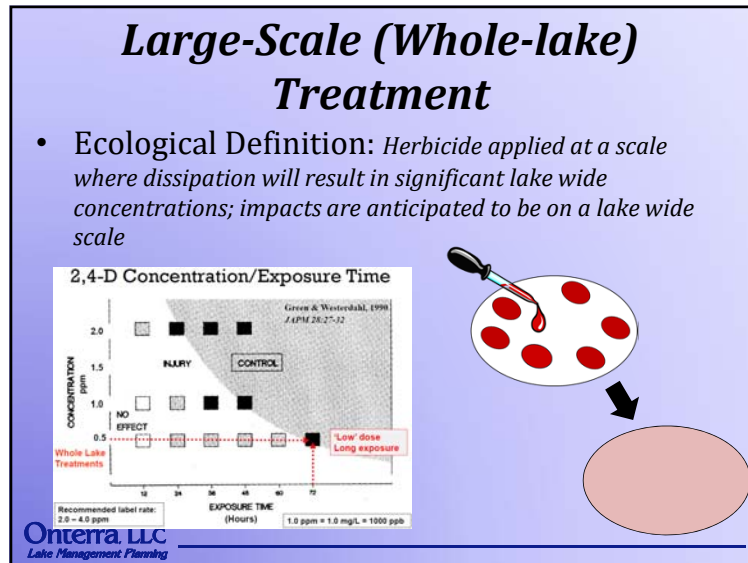 Large-Scale (Whole-lake)
Treatment
• Ecological Definition: Herbicide applied at a scale
where dissipation will result in significant lake wide
concentrations; impacts are anticipated to be on a lake wide
scale
2,4-D Concentration/Exposure Time
Green & Westerdahl, 1990
JAPM 28:27-32
CONCENTRATION
ppm
2.0
1.5
1.0
0.5
INJURY
CONTROL
NO
EFFECT
Whole Lake
Treatments
'Low' dose
Long exposure
12 24 36 48 60 72
EXPOSURE TIME
(Hours)
Recommended label rate:
2.0 – 4.0 ppm
1.0 ppm = 1.0 mg/L = 1000 ppb
Onterra, LLC
Lake Management Planning